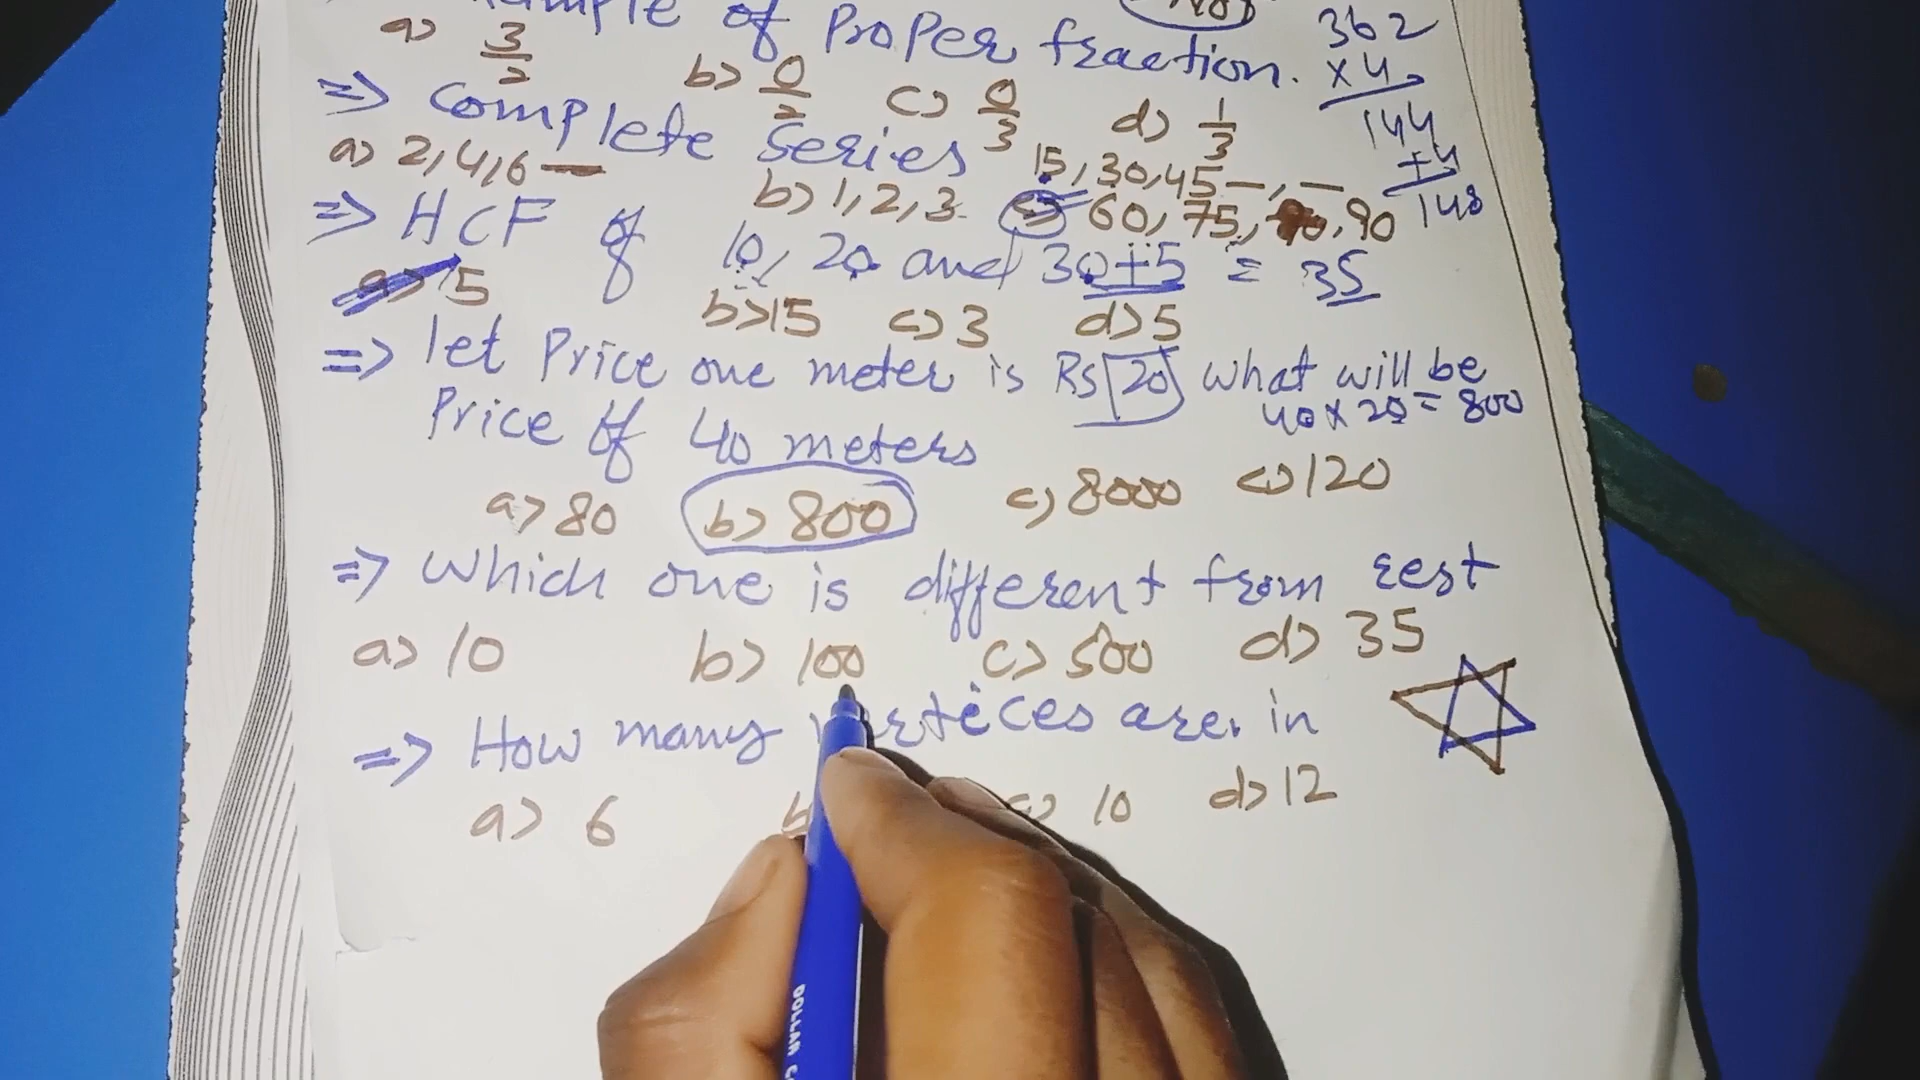 of Proper fraction.
a) 3/2 b) 0/2 c) 0/3 d) 1/3
362
x 4
144
+4
148
=> Complete series 15, 30, 45 _, _
a) 2, 4, 6 _ b) 1, 2, 3 60, 75, 90
=> HCF of 10, 20 and 30+5 = 35
a) 5 b) 15 c) 3 d) 5
=> let Price one meter is Rs 20 what will be
Price of 40 meters 40 x 20 = 800
a) 80 b) 800 c) 8000 c) 120
=> Which one is different from rest
a) 10 b) 100 c) 500 d) 35
=> How many are in
a) 6 b c) 10 d) 12
DOLLAR